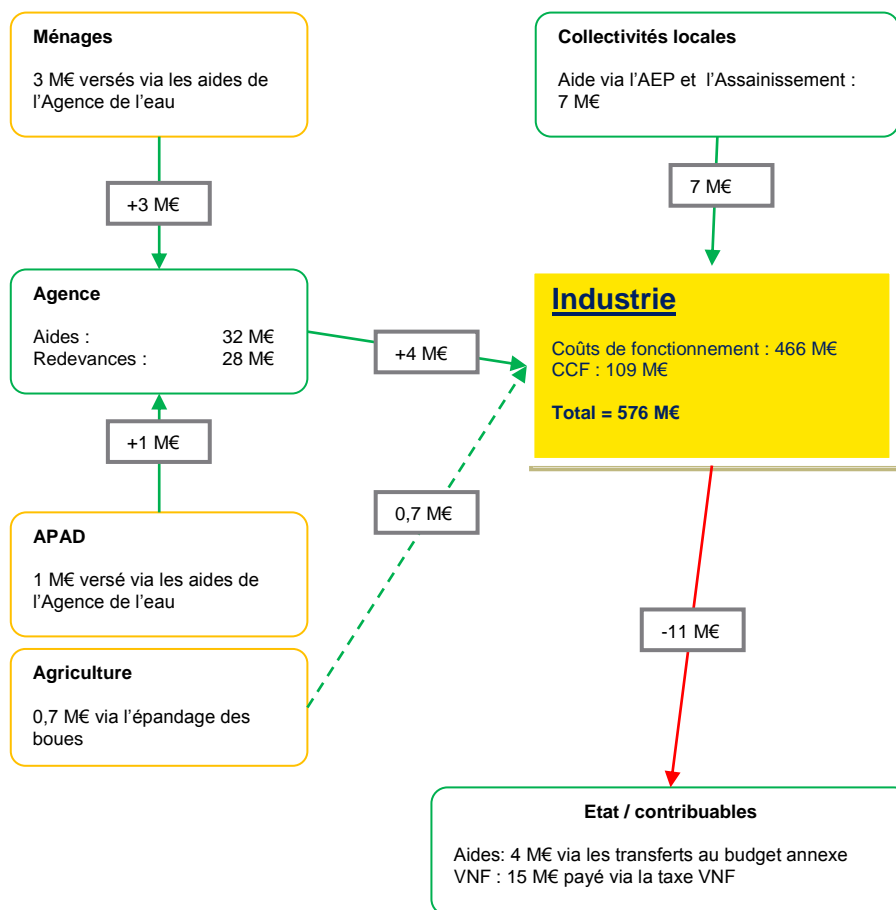 Ménages
3 M€ versés via les aides de
l'Agence de l'eau
Collectivités locales
Aide via l'AEP et l'Assainissement :
7 M€
+3 M€
7 M€
Agence
Aides : 32 M€
Redevances : 28 M€
+4 M€
Industrie
Coûts de fonctionnement : 466 M€
CCF : 109 M€
Total = 576 M€
+1 M€
0,7 M€
APAD
1 M€ versé via les aides de
l'Agence de l'eau
-11 M€
Agriculture
0,7 M€ via l'épandage des
boues
Etat / contribuables
Aides: 4 M€ via les transferts au budget annexe
VNF : 15 M€ payé via la taxe VNF